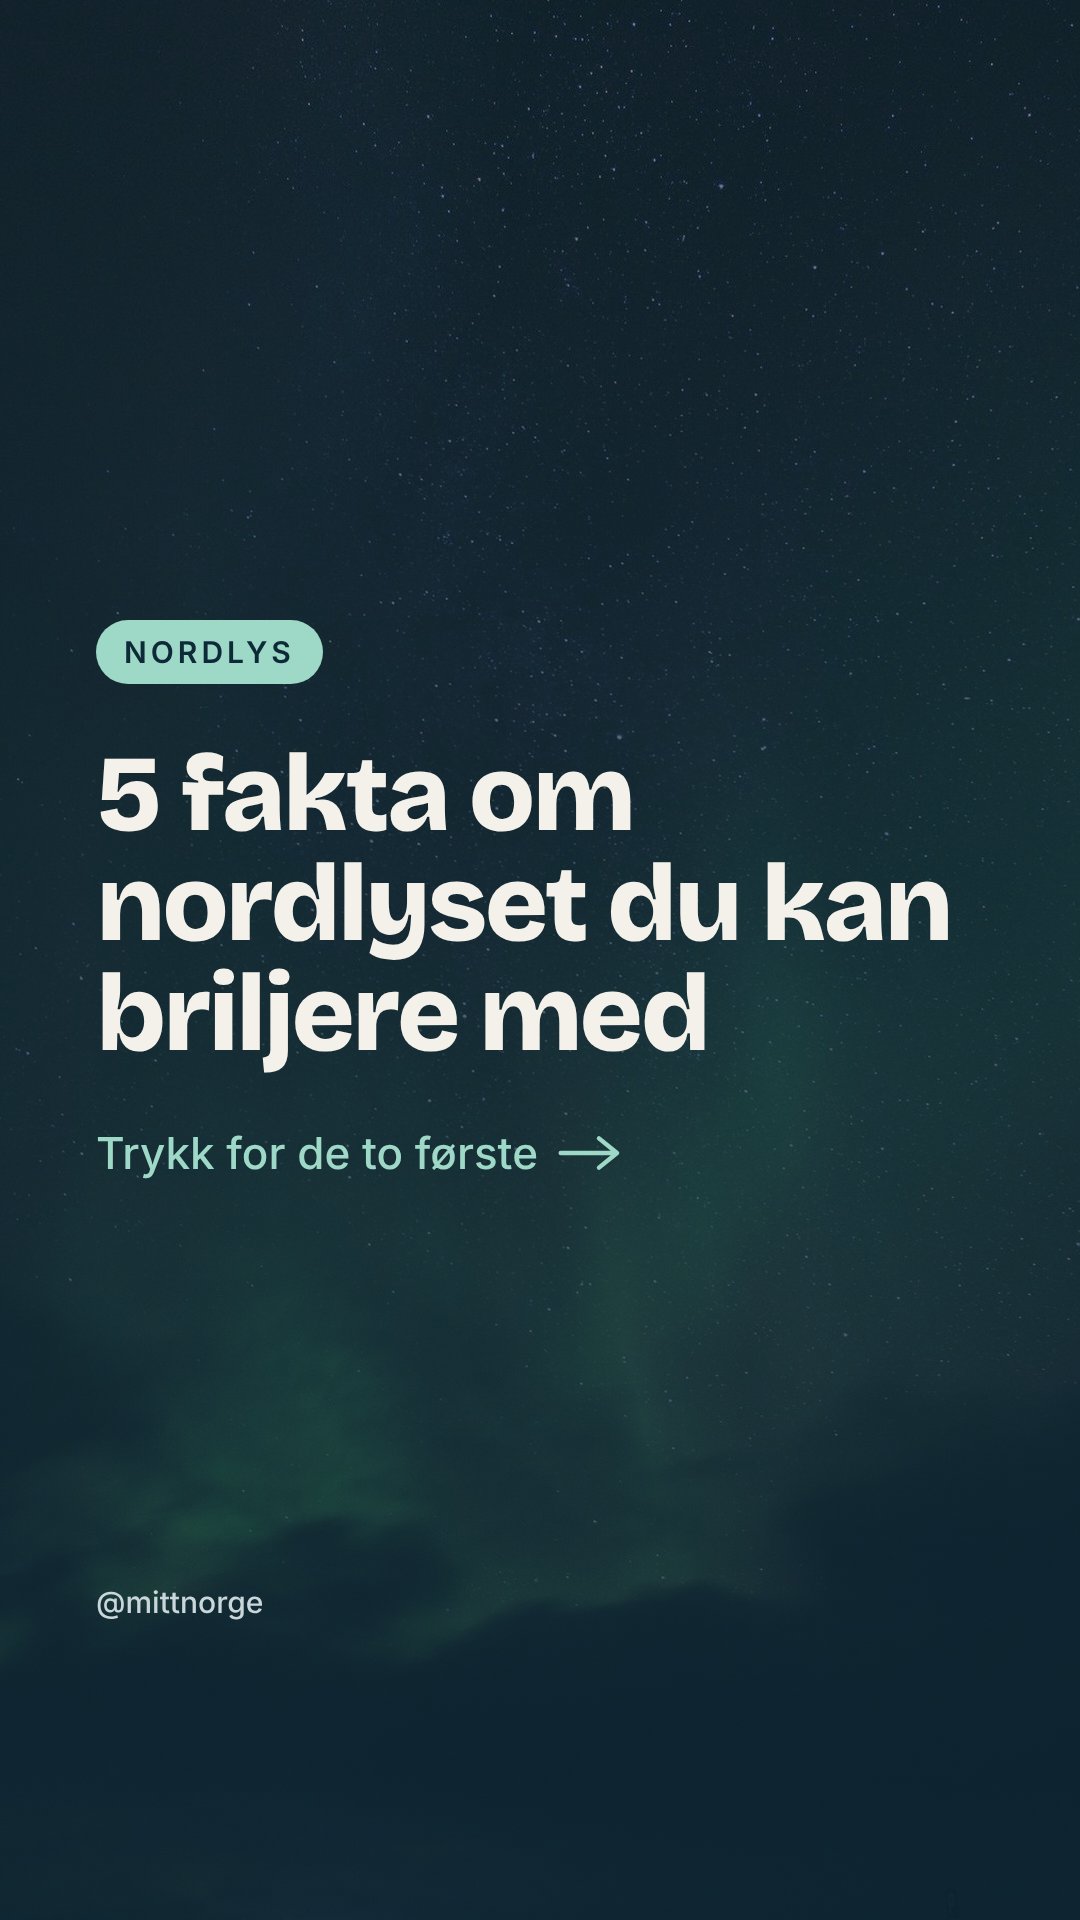 NORDLYS
5 fakta om
nordlyset du kan
briljere med
Trykk for de to første →
@mittnorge